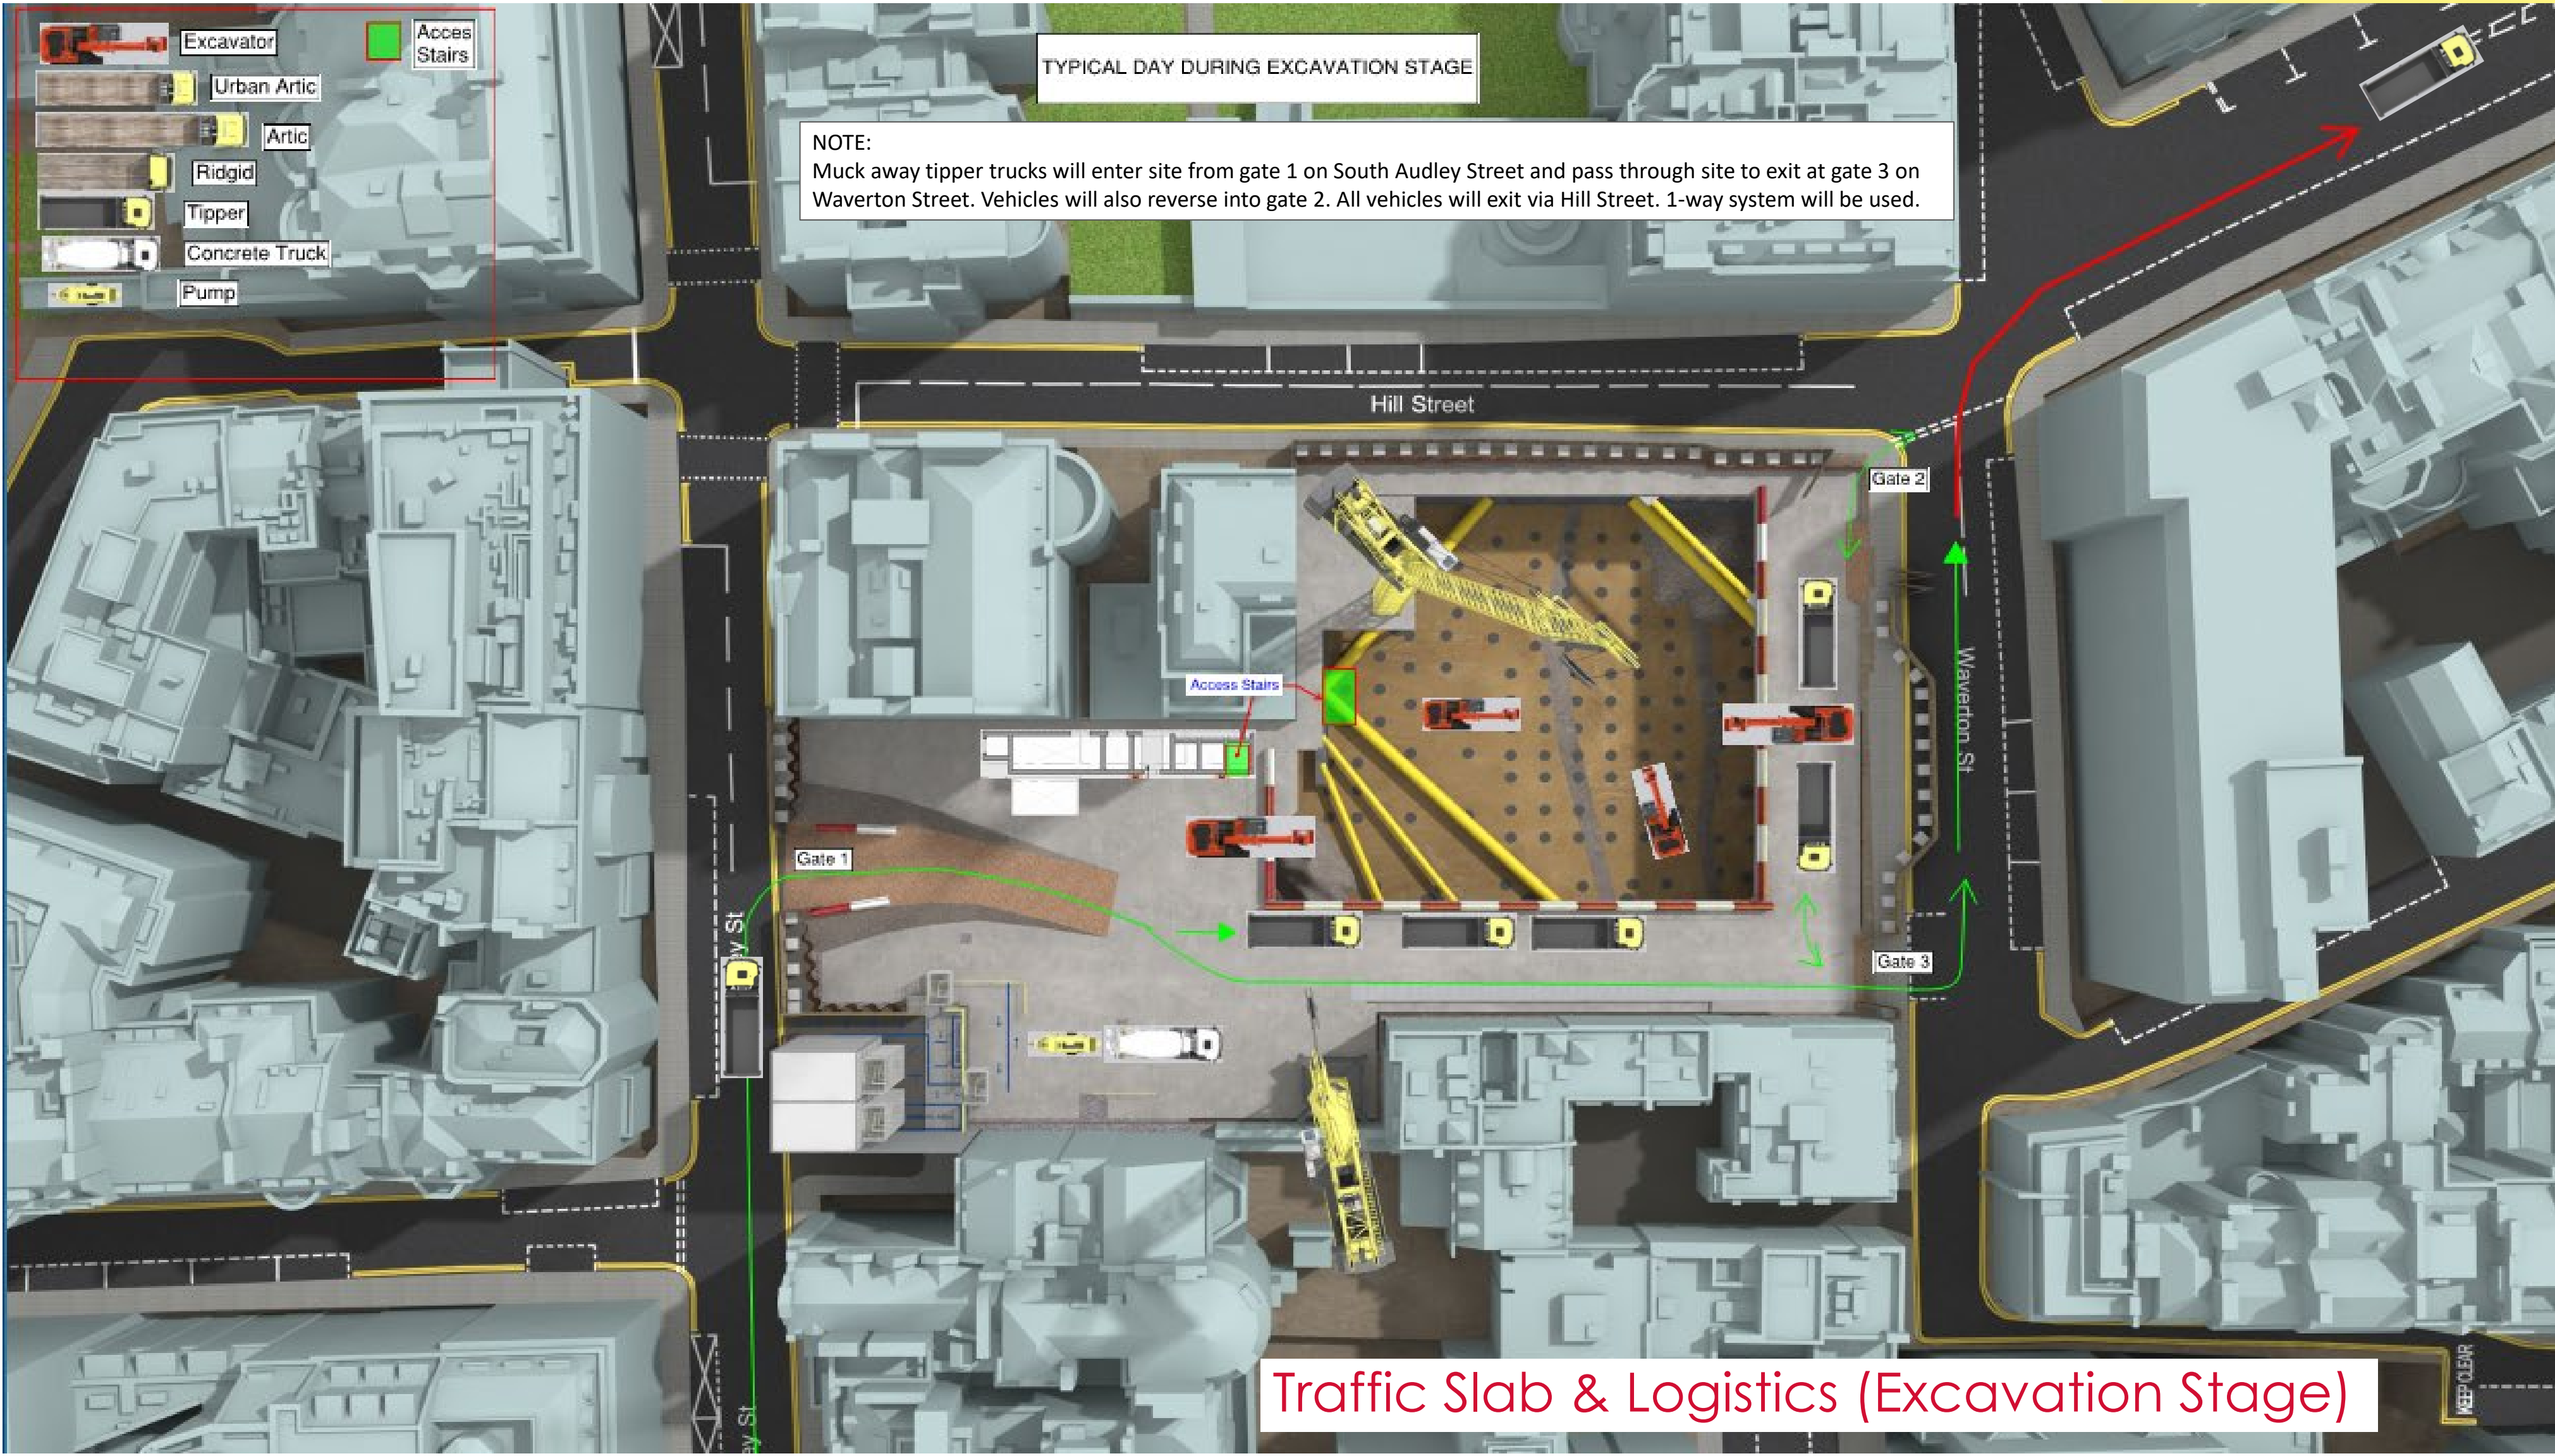 Excavator
Acces
Stairs
Urban Artic
Artic
Ridgid
Tipper
Concrete Truck
Pump
TYPICAL DAY DURING EXCAVATION STAGE
NOTE:
Muck away tipper trucks will enter site from gate 1 on South Audley Street and pass through site to exit at gate 3 on
Waverton Street. Vehicles will also reverse into gate 2. All vehicles will exit via Hill Street. 1-way system will be used.
Hill Street
Gate 2
Access Stairs
Waverton St
Gate 1
ey St
Gate 3
ey St
KEEP CLEAR
Traffic Slab & Logistics (Excavation Stage)